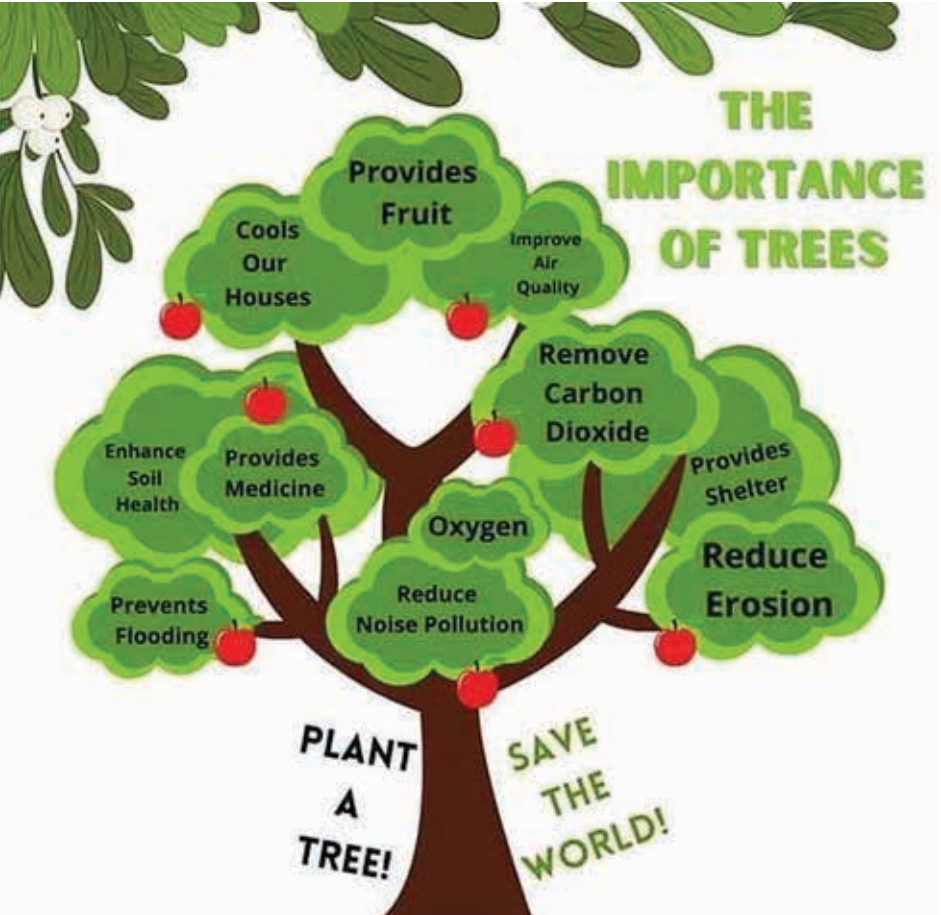 THE
IMPORTANCE
OF TREES
Provides
Fruit
Cools
Our
Houses
Improve
Air
Quality
Remove
Carbon
Dioxide
Enhance
Soil
Health
Provides
Medicine
Provides
Shelter
Oxygen
Reduce
Noise Pollution
Reduce
Erosion
Prevents
Flooding
PLANT
A
TREE!
SAVE
THE
WORLD!